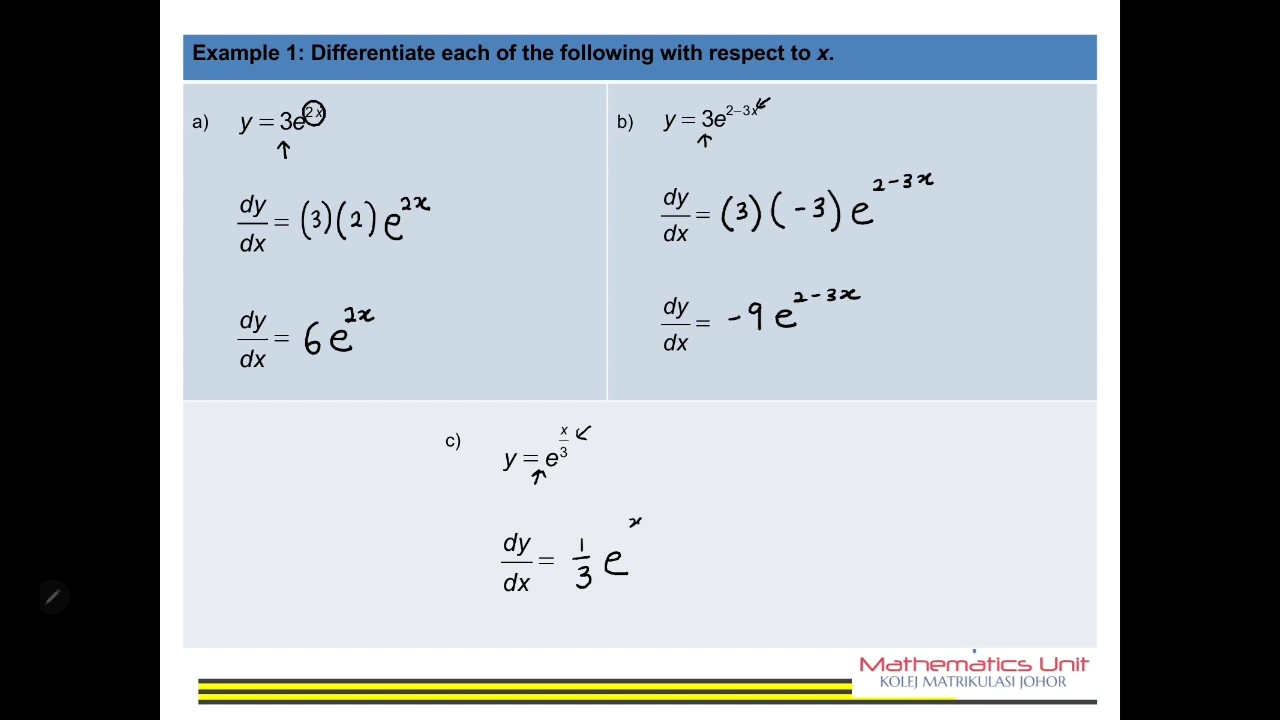 Example 1: Differentiate each of the following with respect to x.
a) y = 3e^{2x}
dy/dx = (3)(2)e^{2x}
dy/dx = 6e^{2x}
b) y = 3e^{2-3x}
dy/dx = (3)(-3)e^{2-3x}
dy/dx = -9e^{2-3x}
c) y = e^{x/3}
dy/dx = 1/3 e^{x}
Mathematics Unit
KOLEJ MATRIKULASI JOHOR